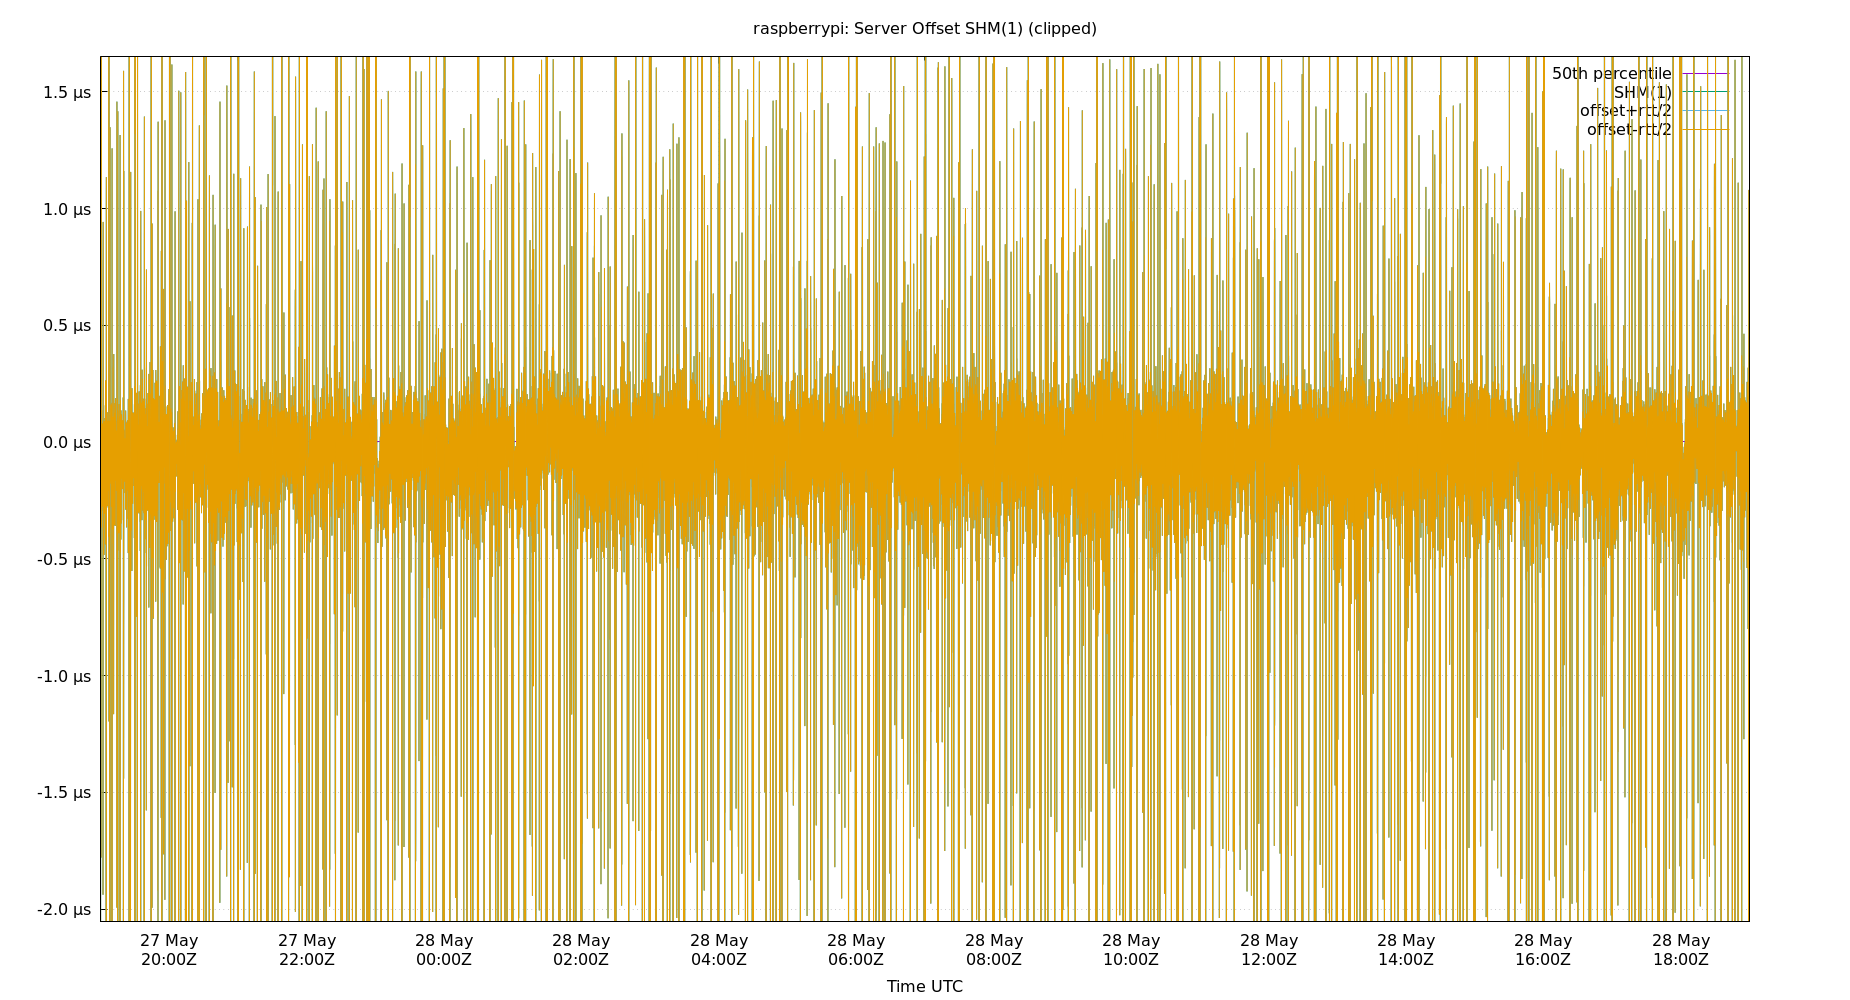 raspberrypi: Server Offset SHM(1) (clipped)
50th percentile
SHM(1)
offset+rtt/2
offset-rtt/2
1.5 µs
1.0 µs
0.5 µs
0.0 µs
-0.5 µs
-1.0 µs
-1.5 µs
-2.0 µs
27 May 27 May 28 May 28 May 28 May 28 May 28 May 28 May 28 May 28 May 28 May 28 May
20:00Z 22:00Z 00:00Z 02:00Z 04:00Z 06:00Z 08:00Z 10:00Z 12:00Z 14:00Z 16:00Z 18:00Z
Time UTC